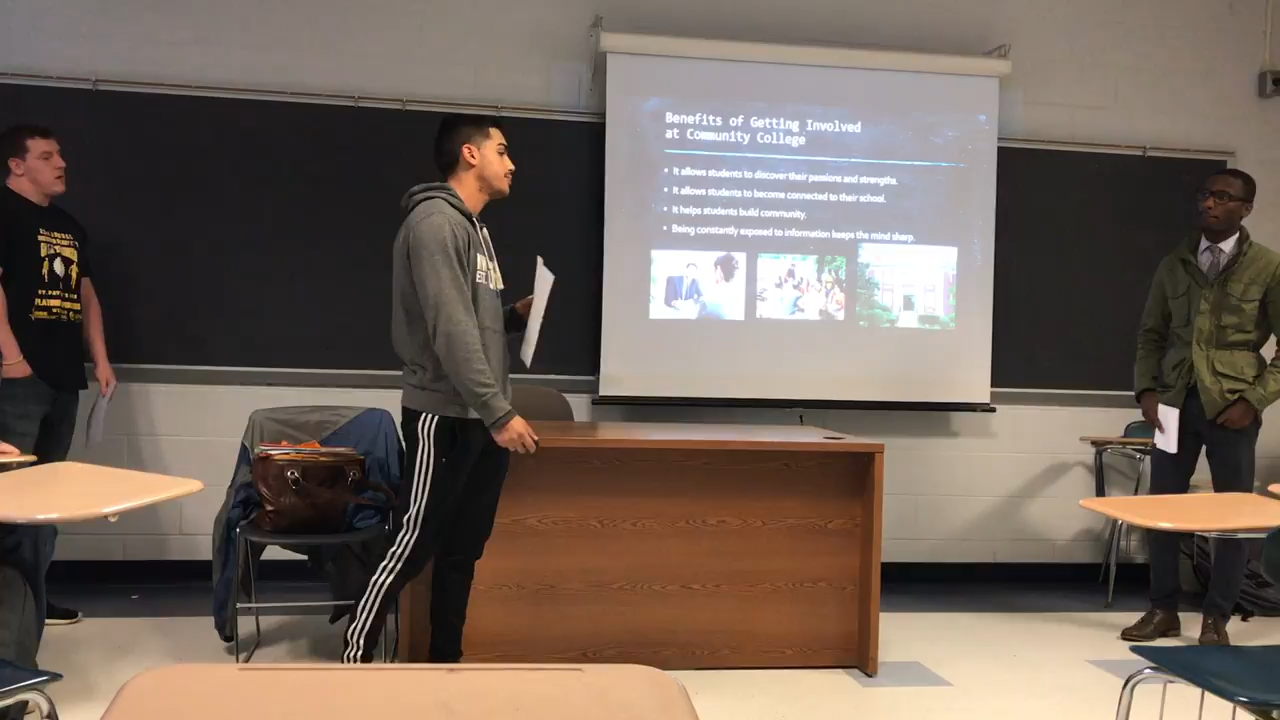 Benefits of Getting Involved
at Community College
• It allows students to discover their passions and strengths.
• It allows students to become connected to their school.
• It helps students build community.
• Being constantly exposed to information keeps the mind sharp.
EST.